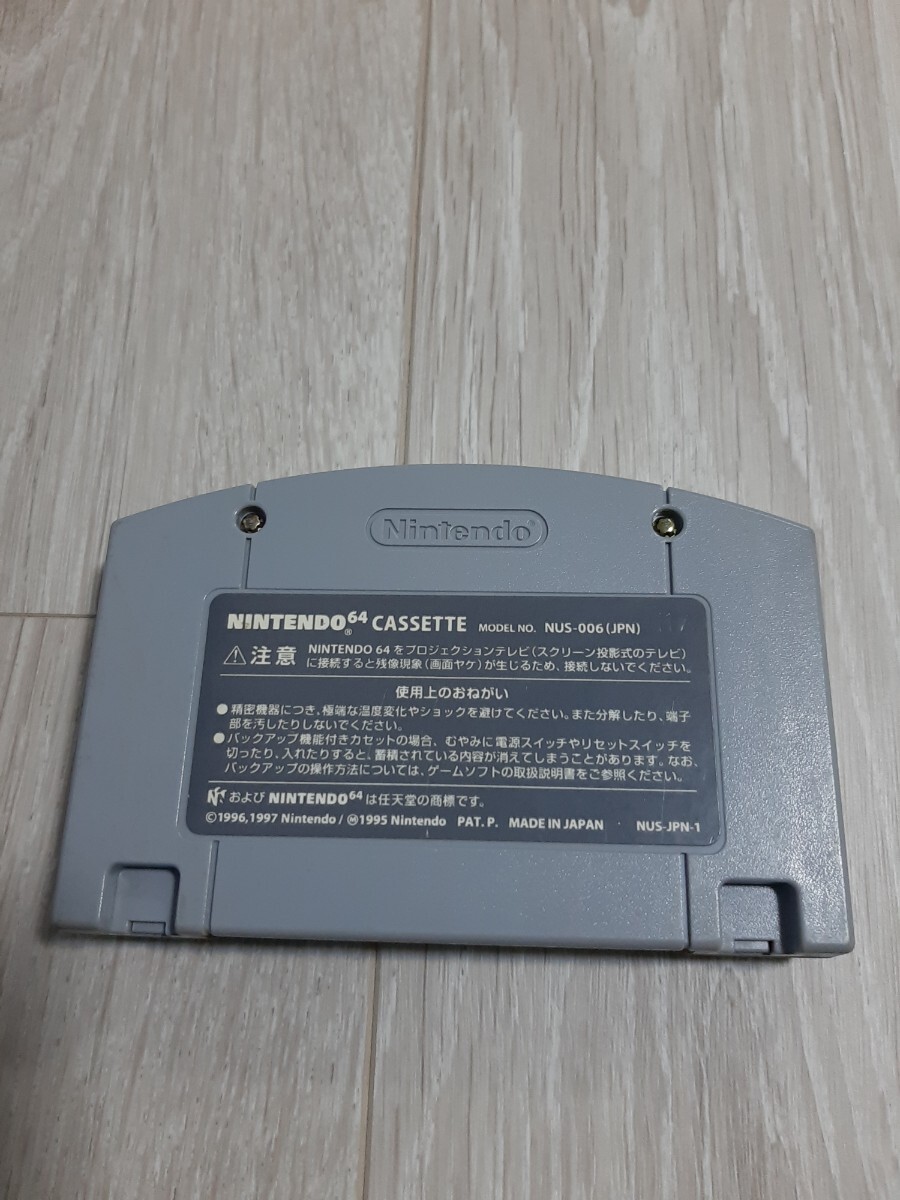 Nintendo®
NINTENDO64® CASSETTE MODEL NO. NUS-006(JPN)
⚠注意 NINTENDO 64をプロジェクションテレビ(スクリーン投影式のテレビ)
に接続すると残像現象(画面ヤケ)が生じるため、接続しないでください。
使用上のおねがい
●精密機器につき、極端な温度変化やショックを避けてください。また分解したり、端子
部を汚したりしないでください。
●バックアップ機能付きカセットの場合、むやみに電源スイッチやリセットスイッチを
切ったり、入れたりすると、蓄積されている内容が消えてしまうことがあります。なお、
バックアップの操作方法については、ゲームソフトの取扱説明書をご参照ください。
および NINTENDO64は任天堂の商標です。
©1996,1997 Nintendo / Ⓜ1995 Nintendo PAT. P. MADE IN JAPAN NUS-JPN-1